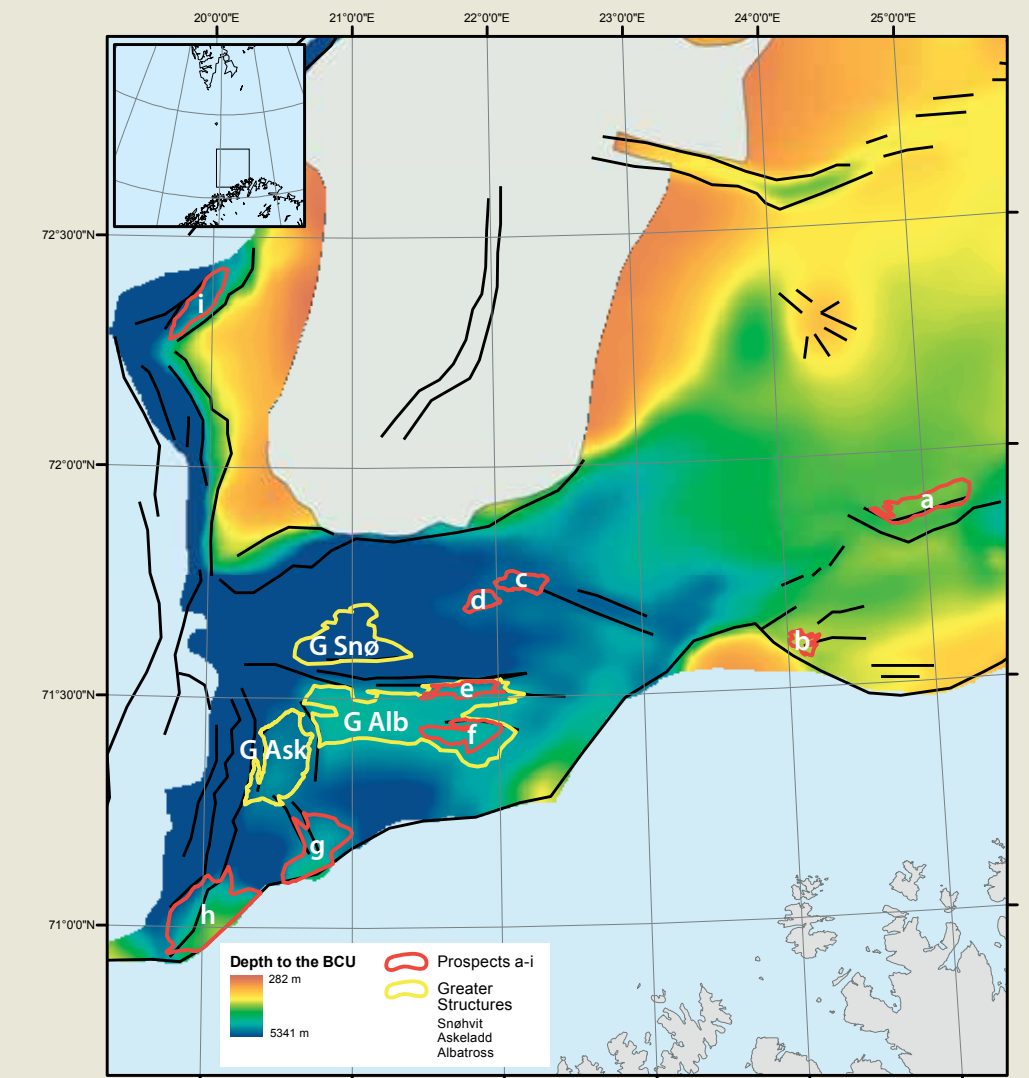 20°0'0"E
21°0'0"E
22°0'0"E
23°0'0"E
24°0'0"E
25°0'0"E
72°30'0"N
i
72°0'0"N
a
c
d
b
G Snø
71°30'0"N
e
G Alb
f
G Ask
g
71°0'0"N
h
Depth to the BCU
282 m
5341 m
Prospects a-i
Greater
Structures
Snøhvit
Askeladd
Albatross